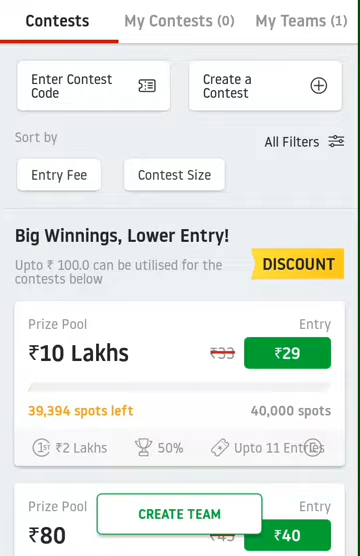 Contests My Contests (0) My Teams (1)
Enter Contest
Code
Create a
Contest
Sort by
All Filters
Entry Fee
Contest Size
Big Winnings, Lower Entry!
Upto ₹ 100.0 can be utilised for the
contests below
DISCOUNT
Prize Pool Entry
₹10 Lakhs ₹33 ₹29
39,394 spots left 40,000 spots
1st ₹2 Lakhs 50% Upto 11 Entries
Prize Pool Entry
₹80 ₹45 ₹40
CREATE TEAM